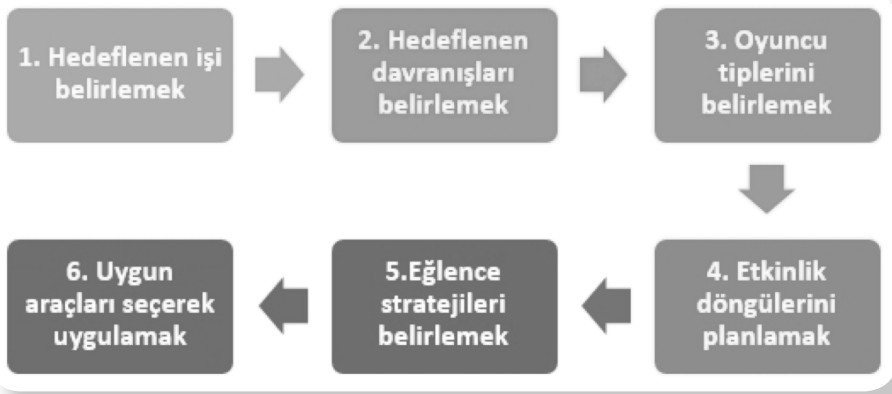 1. Hedeflenen işi
belirlemek
2. Hedeflenen
davranışları
belirlemek
3. Oyuncu
tiplerini
belirlemek
4. Etkinlik
döngülerini
planlamak
5.Eğlence
stratejileri
belirlemek
6. Uygun
araçları seçerek
uygulamak